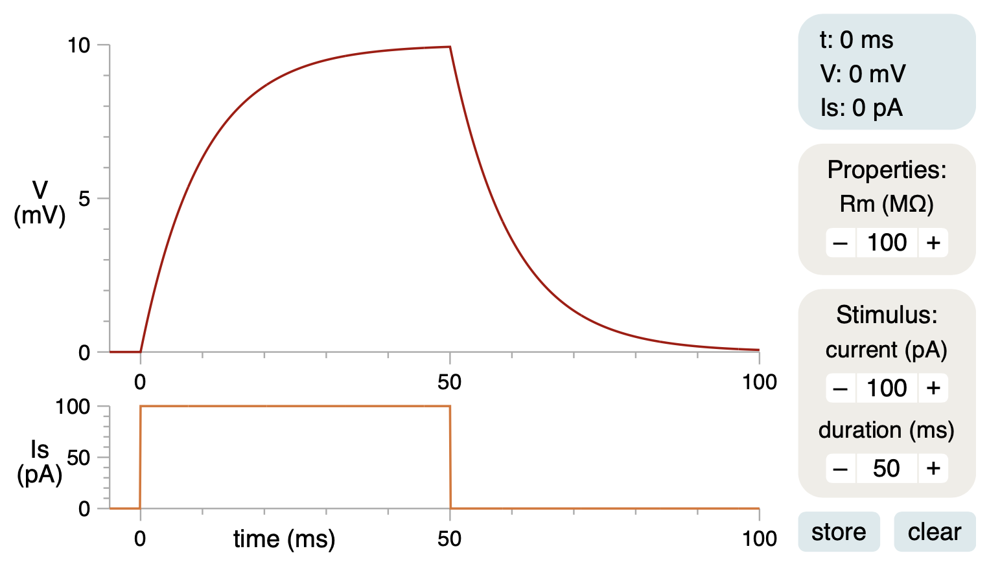 10
5
0
V
(mV)
0
50
100
100
50
0
Is
(pA)
0
time (ms)
50
100
t: 0 ms
V: 0 mV
Is: 0 pA
Properties:
Rm (MΩ)
– 100 +
Stimulus:
current (pA)
– 100 +
duration (ms)
– 50 +
store
clear